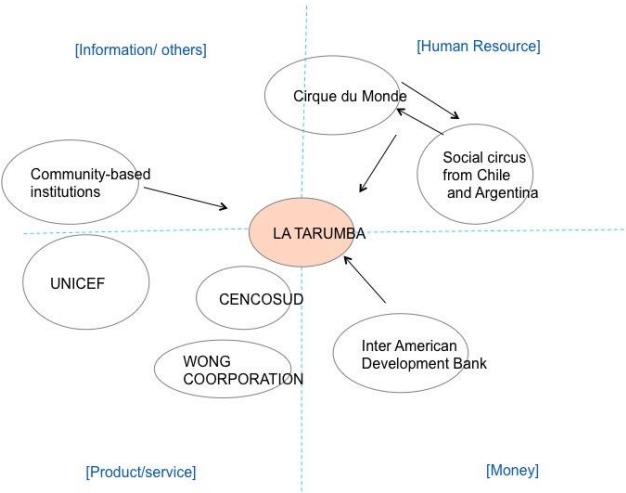 [Information/ others]
[Human Resource]
Cirque du Monde
Social circus
from Chile
and Argentina
Community-based
institutions
LA TARUMBA
UNICEF
CENCOSUD
WONG
COORPORATION
Inter American
Development Bank
[Product/service]
[Money]